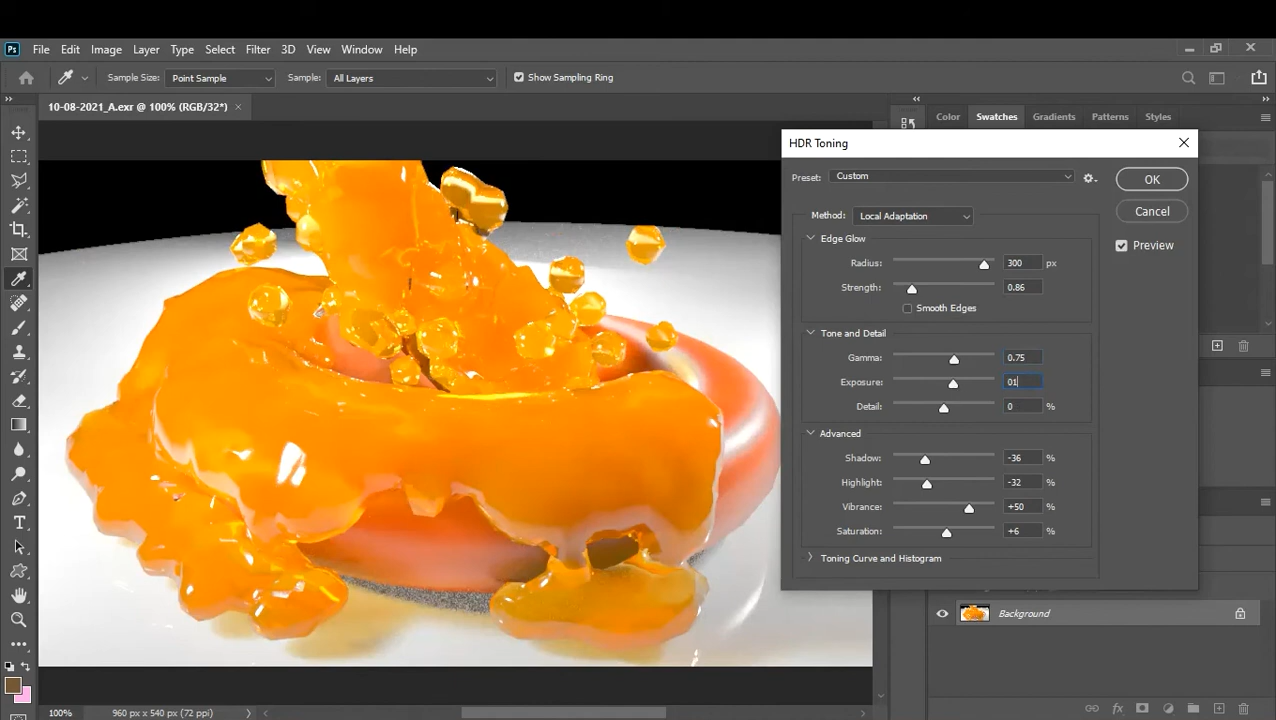 Ps File Edit Image Layer Type Select Filter 3D View Window Help
Sample Size: Point Sample Sample: All Layers Show Sampling Ring
10-08-2021_A.exr @ 100% (RGB/32*) ×
Color Swatches Gradients Patterns Styles
HDR Toning
Preset: Custom
OK
Method: Local Adaptation
Cancel
Edge Glow
Preview
Radius: 300 px
Strength: 0.86
Smooth Edges
Tone and Detail
Gamma: 0.75
Exposure: 01
Detail: 0 %
Advanced
Shadow: -36 %
Highlight: -32 %
Vibrance: +50 %
Saturation: +6 %
Toning Curve and Histogram
Background
100% 960 px x 540 px (72 ppi)